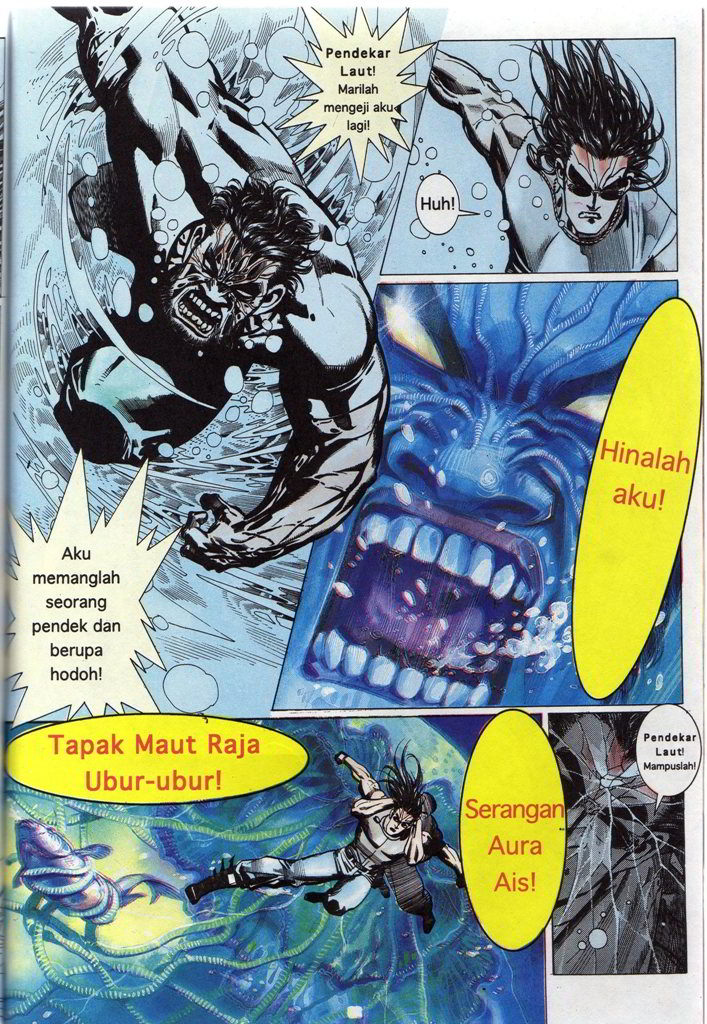 Pendekar
Laut!
Marilah
mengeji aku
lagi!
Huh!
Aku
memanglah
seorang
pendek dan
berupa
hodoh!
Hinalah
aku!
Tapak Maut Raja
Ubur-ubur!
Serangan
Aura
Ais!
Pendekar
Laut!
Mampuslah!